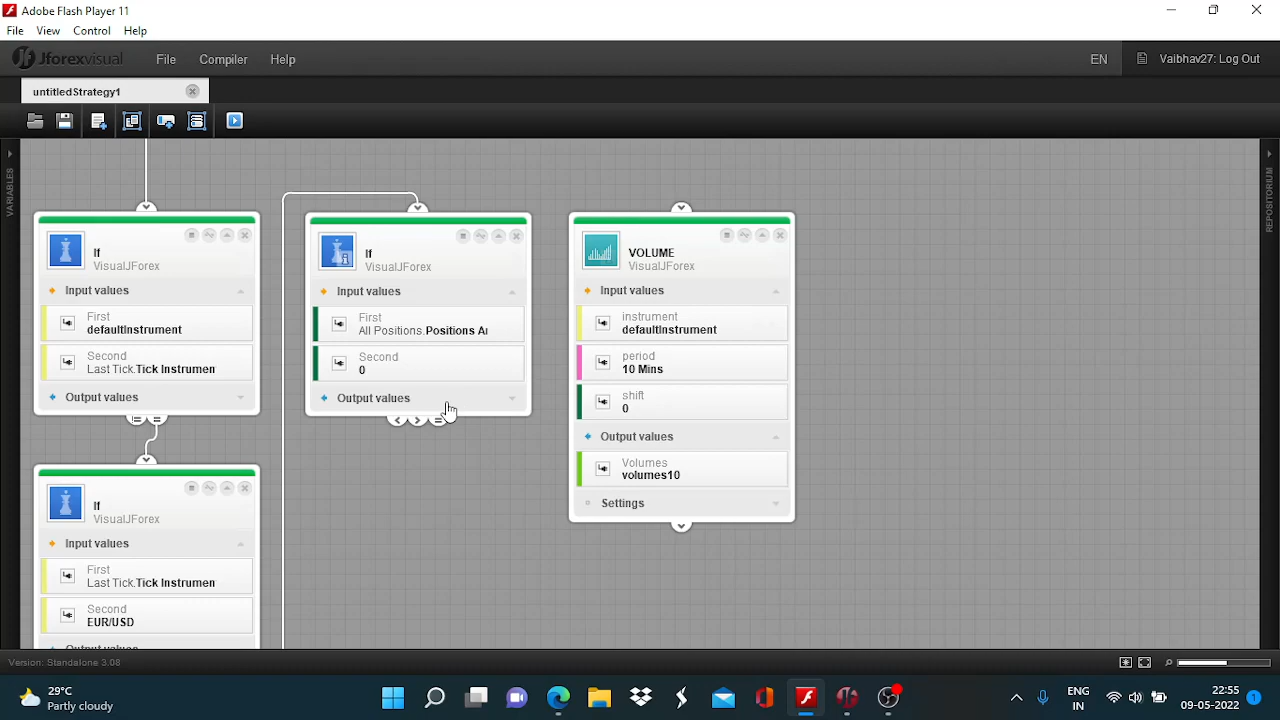 Adobe Flash Player 11
File View Control Help
Jforexvisual File Compiler Help EN Vaibhav27: Log Out
untitledStrategy1
VARIABLES
REPOSITORIUM
If
VisualJForex
Input values
First
defaultInstrument
Second
Last Tick.Tick Instrumen
Output values
If
VisualJForex
Input values
First
Last Tick.Tick Instrumen
Second
EUR/USD
Output values
If
VisualJForex
Input values
First
All Positions.Positions Ar
Second
0
Output values
VOLUME
VisualJForex
Input values
instrument
defaultInstrument
period
10 Mins
shift
0
Output values
Volumes
volumes10
Settings
Version: Standalone 3.08
29°C
Partly cloudy
ENG
IN
22:55
09-05-2022
1